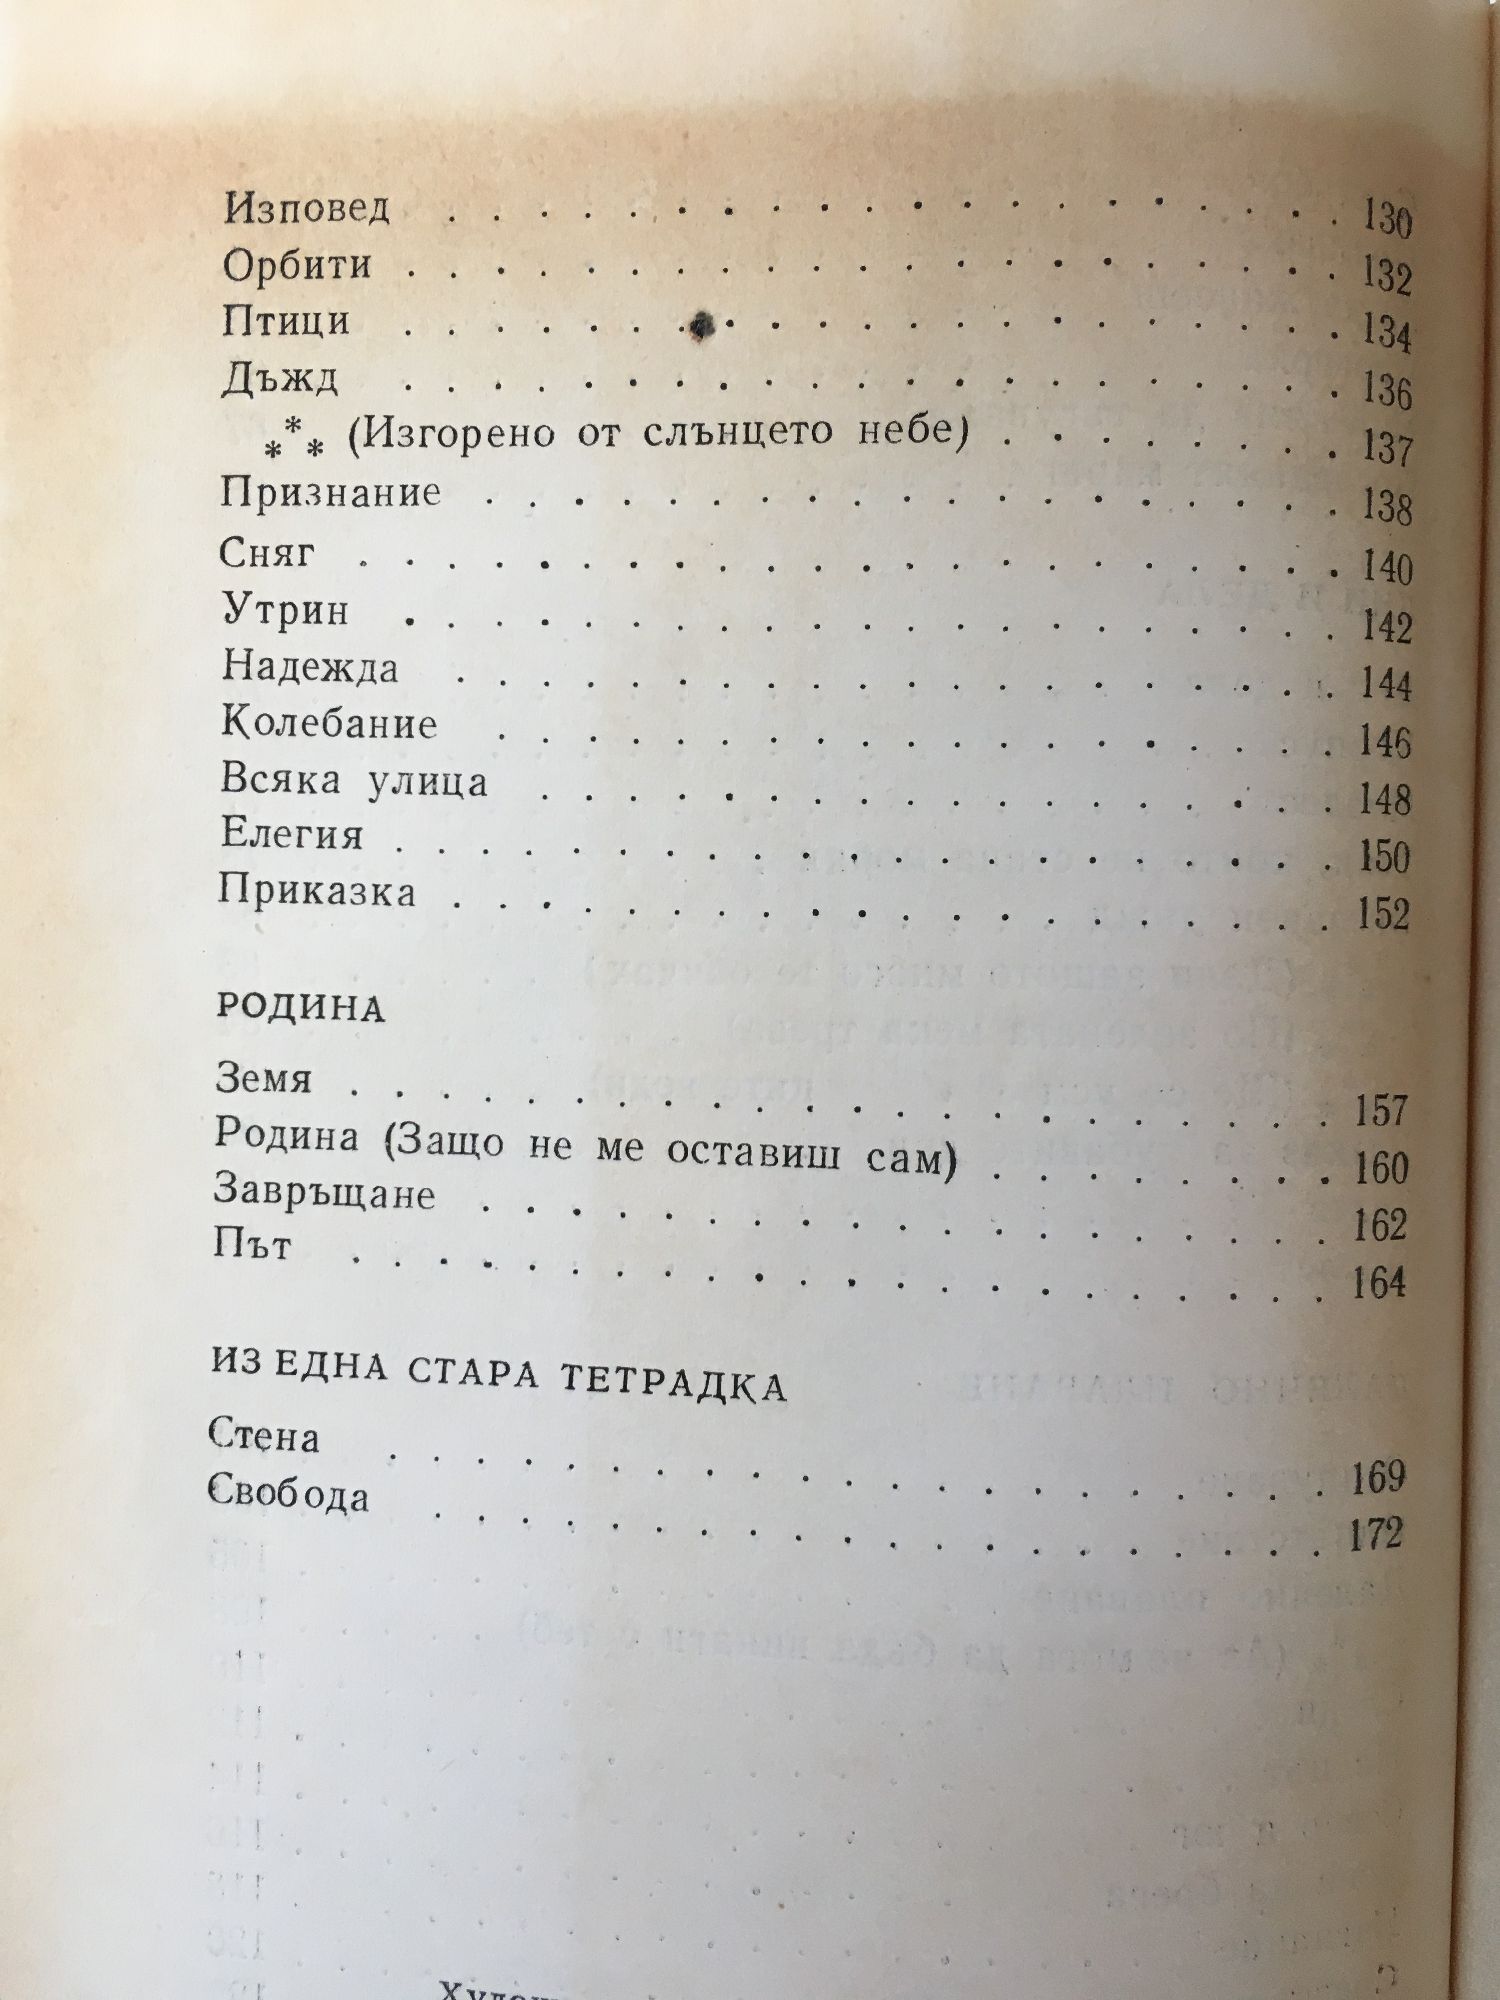 Изповед . . . . . . . . . . . . . . . . . . . . 130
Орбити . . . . . . . . . . . . . . . . . . . . . 132
Птици . . . . . . . . . . . . . . . . . . . . . 134
Дъжд . . . . . . . . . . . . . . . . . . . . . 136
*** (Изгорено от слънцето небе) . . . . . . . . 137
Признание . . . . . . . . . . . . . . . . . . . 138
Сняг . . . . . . . . . . . . . . . . . . . . . . 140
Утрин . . . . . . . . . . . . . . . . . . . . . 142
Надежда . . . . . . . . . . . . . . . . . . . . 144
Колебание . . . . . . . . . . . . . . . . . . . 146
Всяка улица . . . . . . . . . . . . . . . . . . 148
Елегия . . . . . . . . . . . . . . . . . . . . . 150
Приказка . . . . . . . . . . . . . . . . . . . . 152
РОДИНА
Земя . . . . . . . . . . . . . . . . . . . . . . 157
Родина (Защо не ме оставиш сам) . . . . . . . . 160
Завръщане . . . . . . . . . . . . . . . . . . . 162
Път . . . . . . . . . . . . . . . . . . . . . . 164
ИЗ ЕДНА СТАРА ТЕТРАДКА
Стена . . . . . . . . . . . . . . . . . . . . . 169
Свобода . . . . . . . . . . . . . . . . . . . . 172